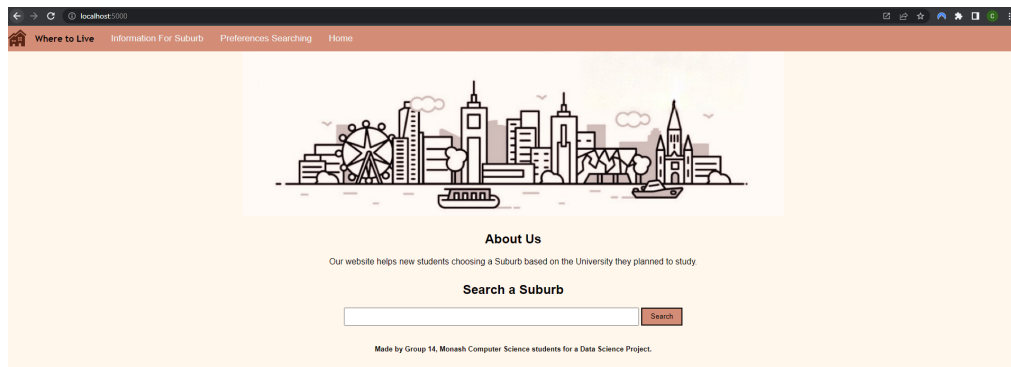 localhost:5000
Where to Live Information For Suburb Preferences Searching Home
About Us
Our website helps new students choosing a Suburb based on the University they planned to study.
Search a Suburb
Search
Made by Group 14, Monash Computer Science students for a Data Science Project.